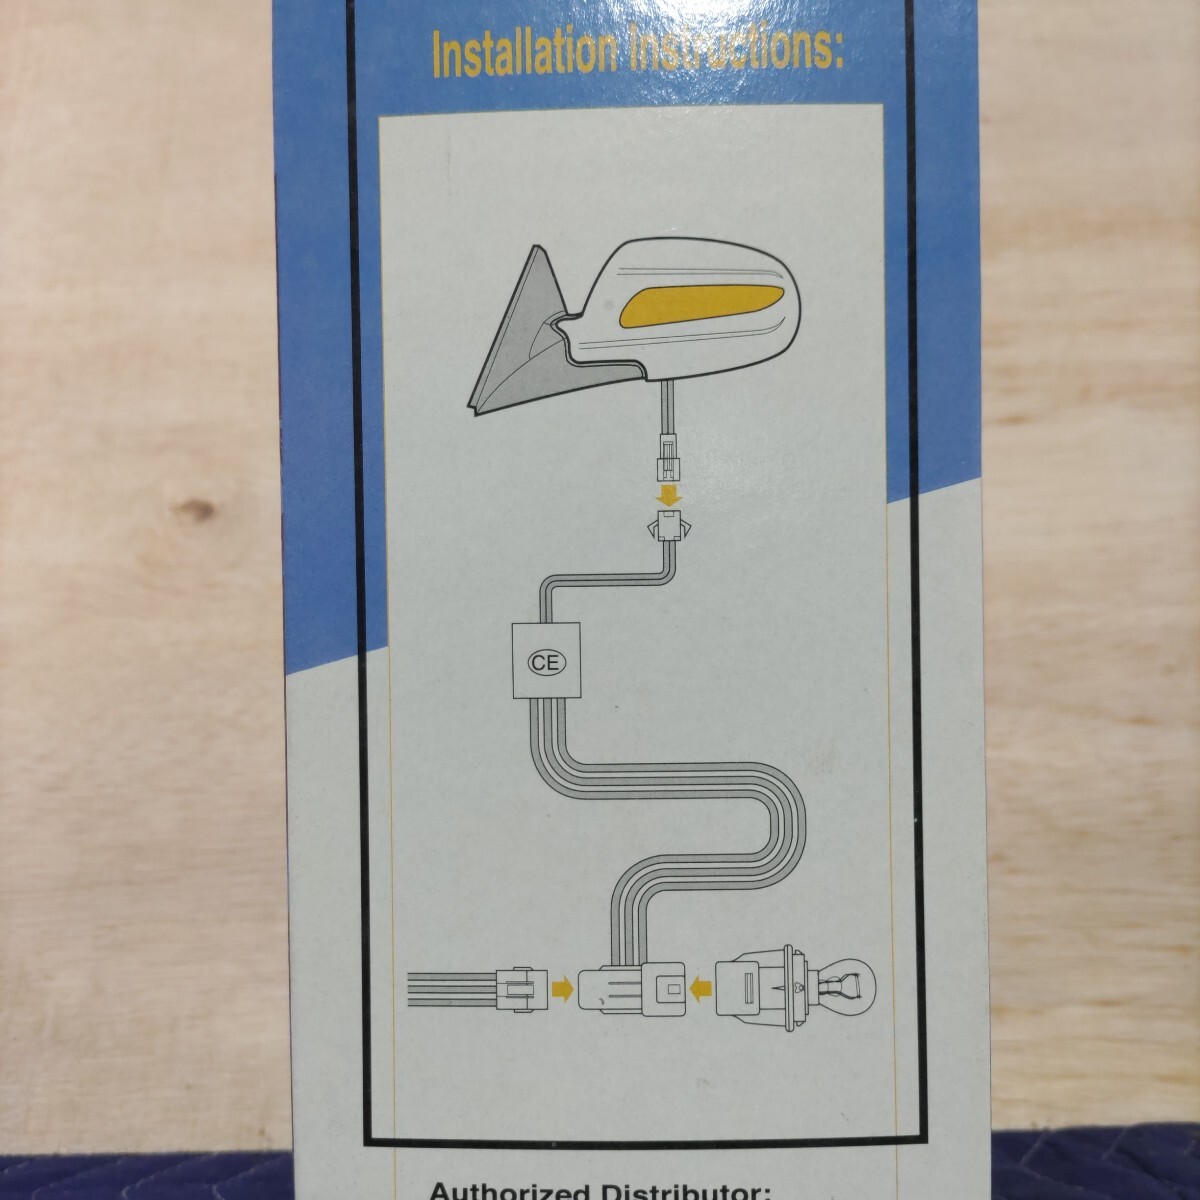 Installation Instructions:
CE
Authorized Distributor: